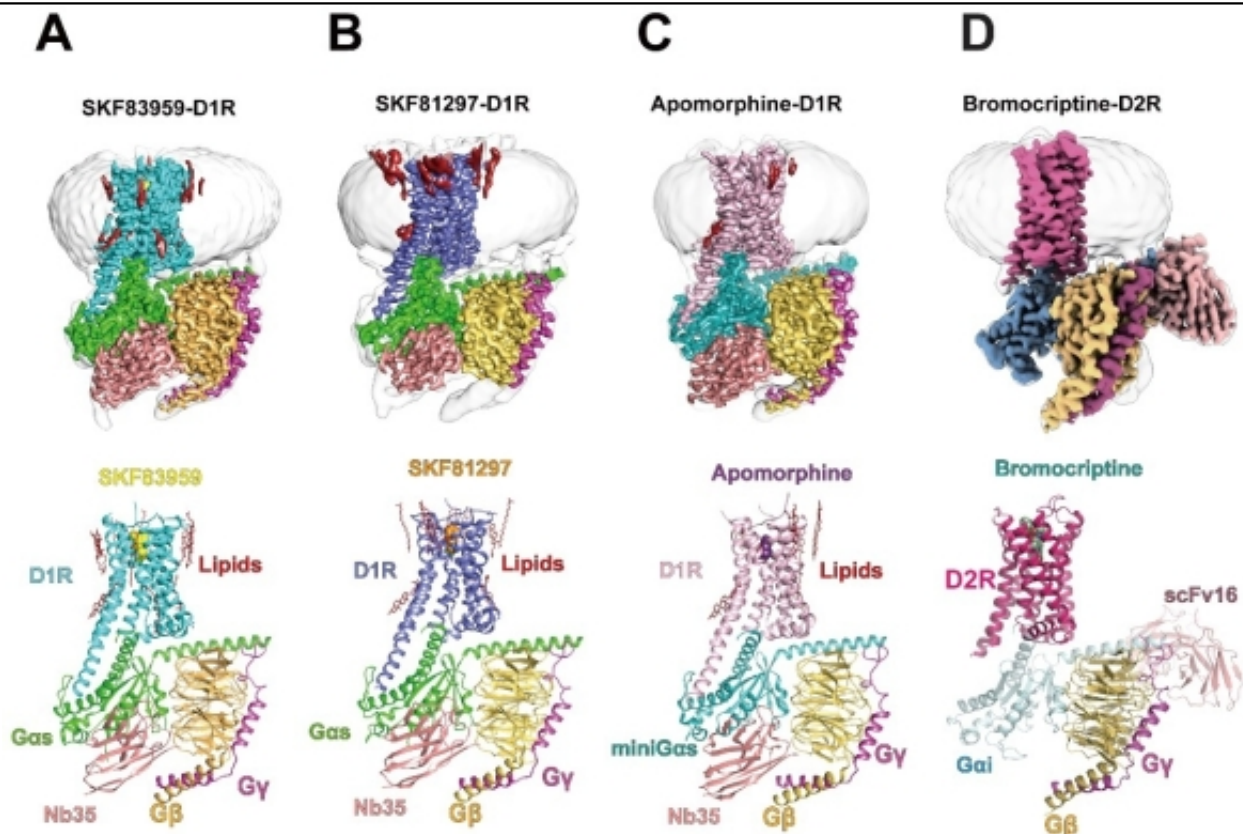 A B C D
SKF83959-D1R SKF81297-D1R Apomorphine-D1R Bromocriptine-D2R
SKF83959 SKF81297 Apomorphine Bromocriptine
D1R Lipids D1R Lipids D1R Lipids D2R scFv16
Gαs Gαs miniGαs Gαi
Nb35 Gβ Gγ Nb35 Gβ Gγ Nb35 Gβ Gγ Gβ Gγ